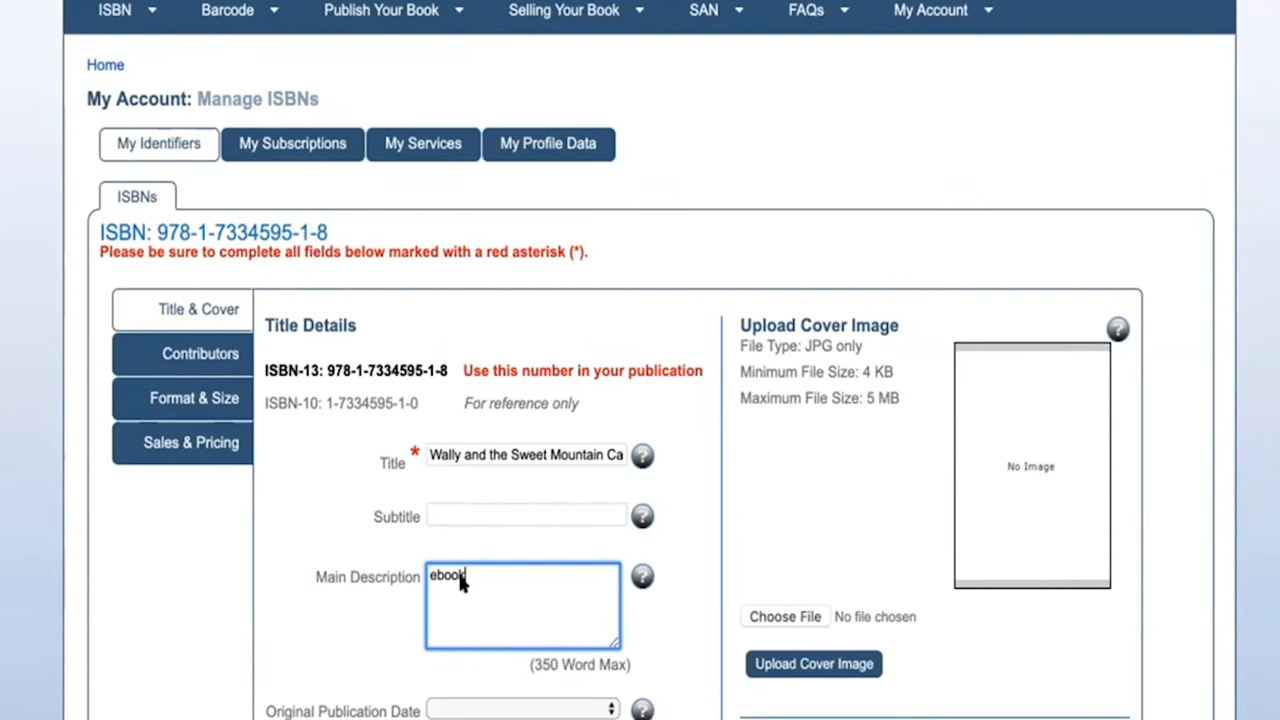 ISBN Barcode Publish Your Book Selling Your Book SAN FAQs My Account
Home
My Account: Manage ISBNs
My Identifiers My Subscriptions My Services My Profile Data
ISBNs
ISBN: 978-1-7334595-1-8
Please be sure to complete all fields below marked with a red asterisk (*).
Title & Cover
Contributors
Format & Size
Sales & Pricing
Title Details
ISBN-13: 978-1-7334595-1-8 Use this number in your publication
ISBN-10: 1-7334595-1-0 For reference only
Title * Wally and the Sweet Mountain Ca ?
Subtitle ?
Main Description ebook ?
(350 Word Max)
Original Publication Date ?
Upload Cover Image ?
File Type: JPG only
Minimum File Size: 4 KB
Maximum File Size: 5 MB
No Image
Choose File No file chosen
Upload Cover Image